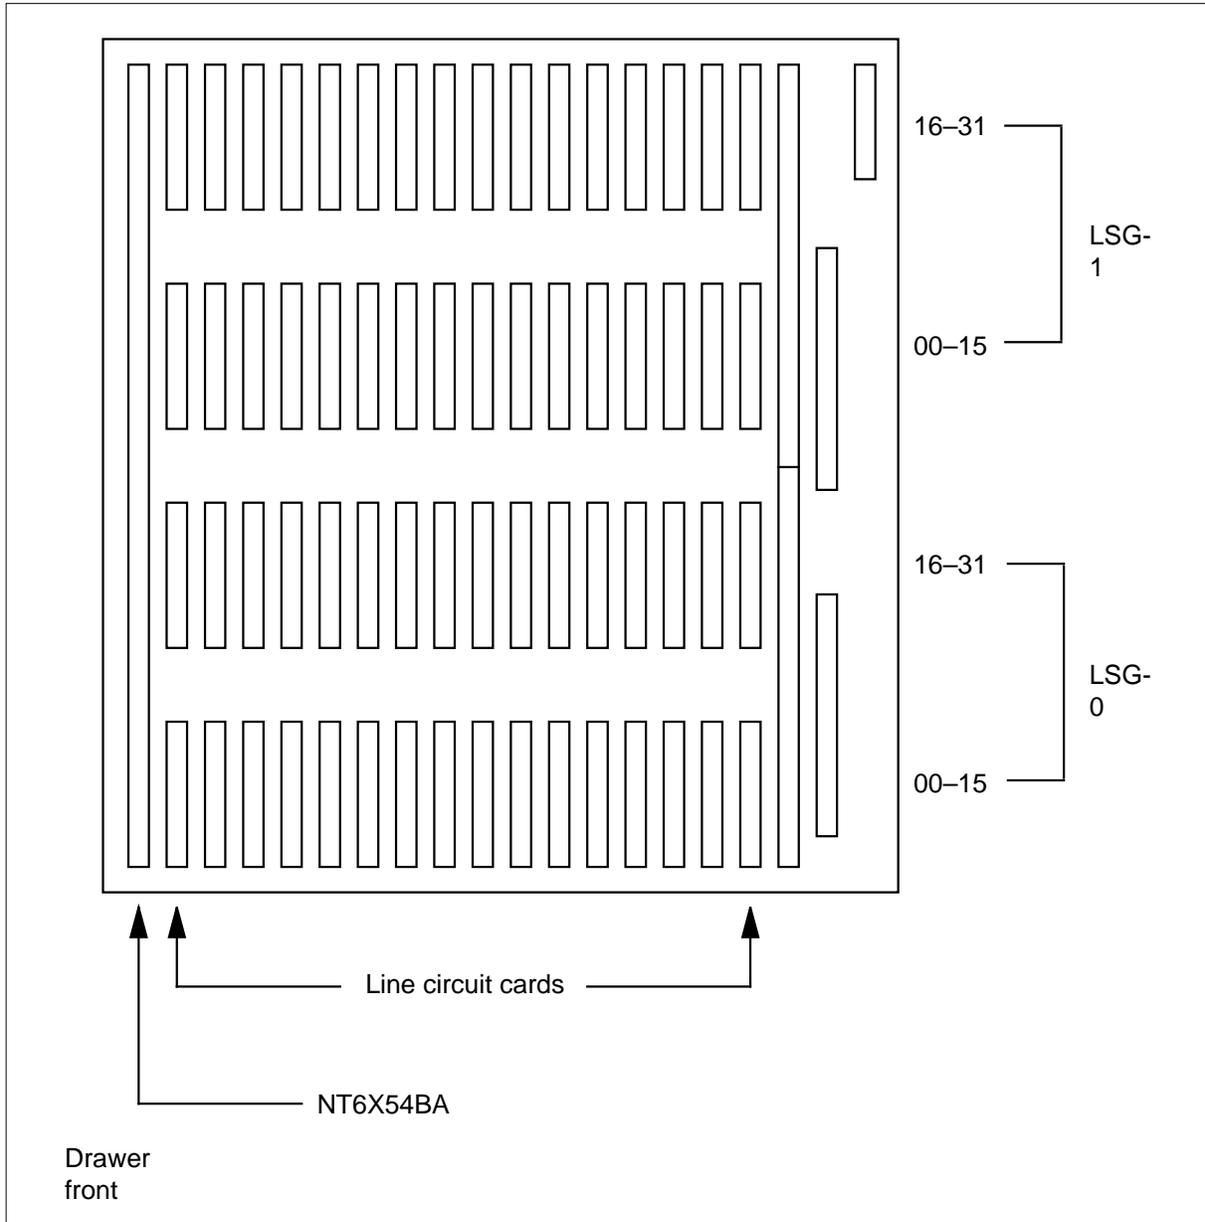 16–31
LSG-
1
00–15
16–31
LSG-
0
00–15
Line circuit cards
NT6X54BA
Drawer
front